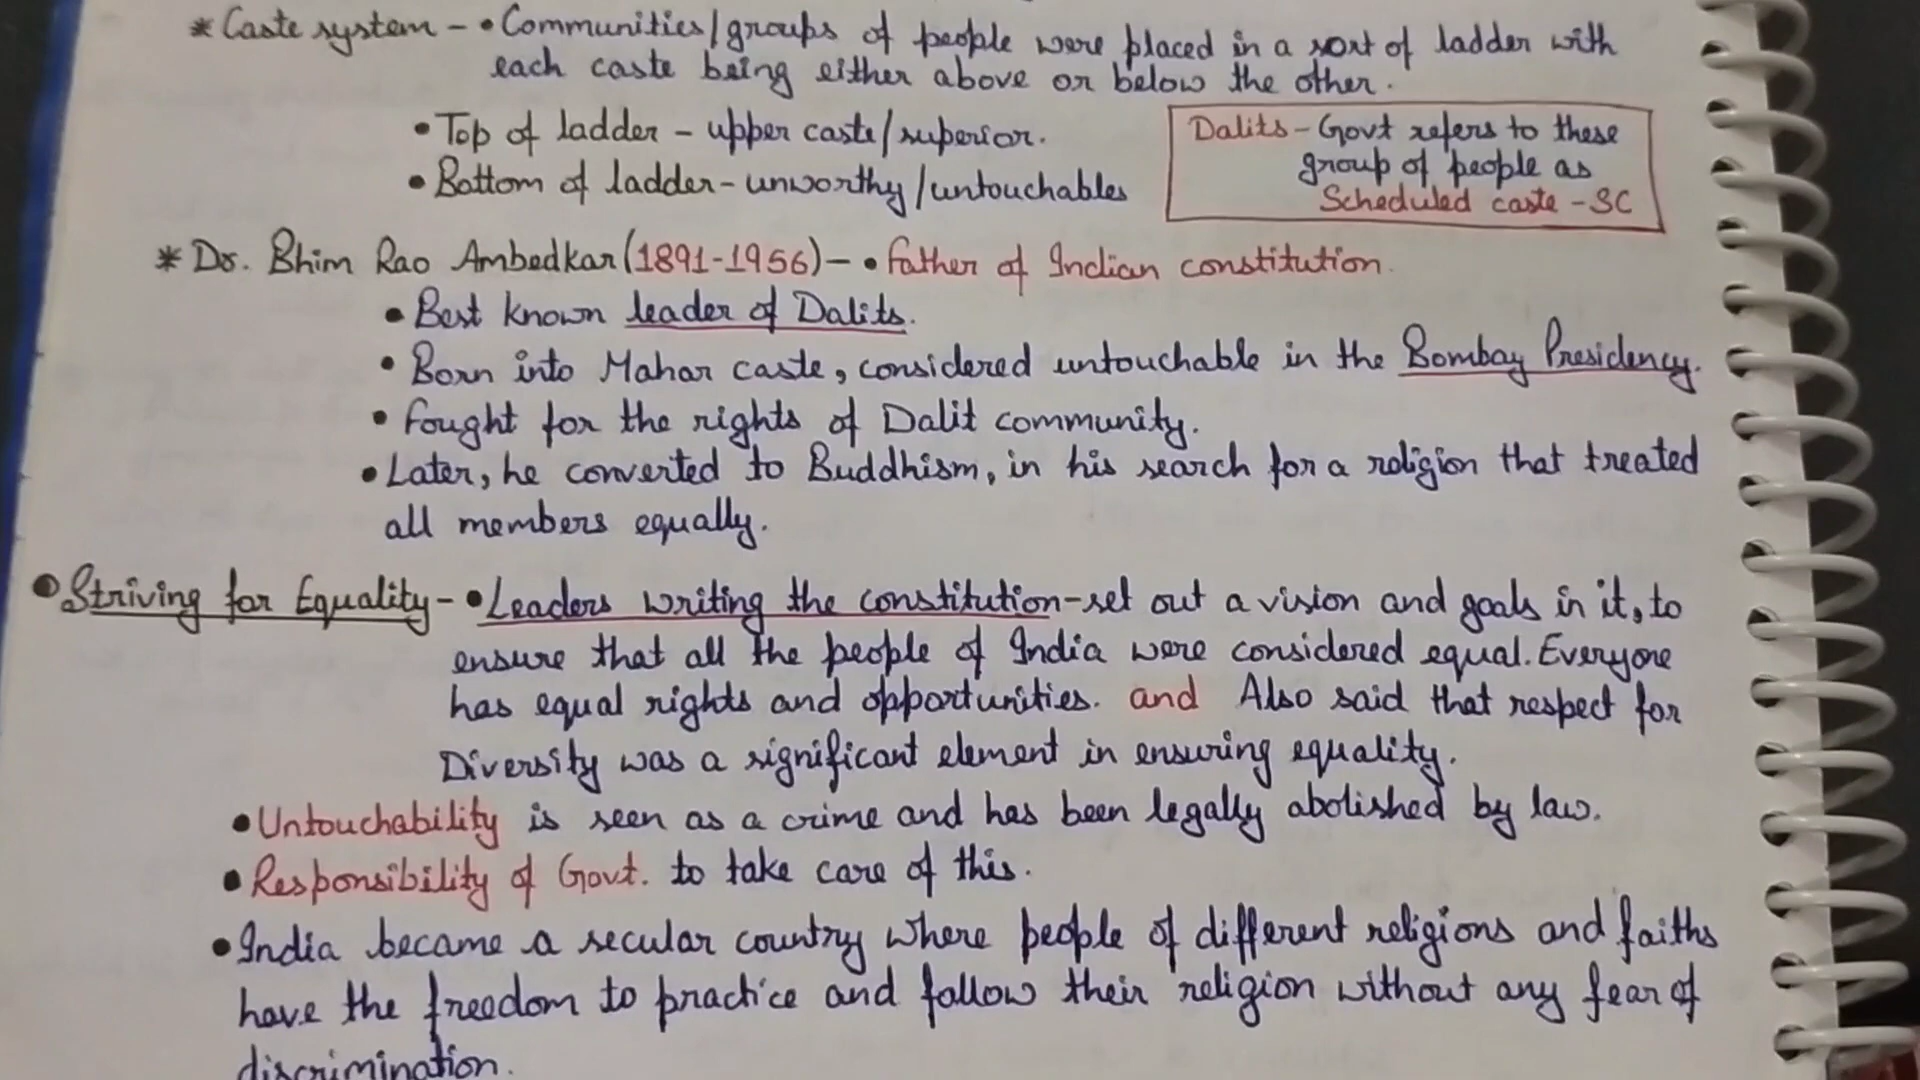 * Caste system - • Communities/groups of people were placed in a sort of ladder with
each caste being either above or below the other.
• Top of ladder - upper caste/superior.
• Bottom of ladder - unworthy/untouchables
Dalits - Govt refers to these
group of people as
Scheduled caste - SC
* Dr. Bhim Rao Ambedkar (1891-1956) - • Father of Indian constitution.
• Best known leader of Dalits.
• Born into Mahar caste, considered untouchable in the Bombay Presidency.
• Fought for the rights of Dalit community.
• Later, he converted to Buddhism, in his search for a religion that treated
all members equally.
• Striving for Equality - • Leaders writing the constitution - set out a vision and goals in it, to
ensure that all the people of India were considered equal. Everyone
has equal rights and opportunities. and Also said that respect for
Diversity was a significant element in ensuring equality.
• Untouchability is seen as a crime and has been legally abolished by law.
• Responsibility of Govt. to take care of this.
• India became a secular country where people of different religions and faiths
have the freedom to practice and follow their religion without any fear of
discrimination.